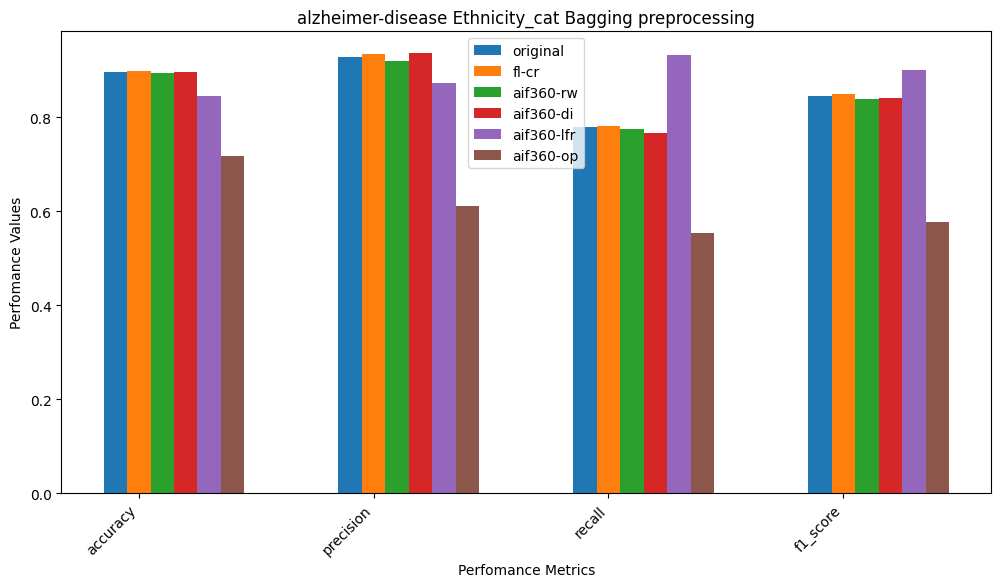 alzheimer-disease Ethnicity_cat Bagging preprocessing
original
fl-cr
aif360-rw
aif360-di
aif360-lfr
aif360-op
Perfomance Values
0.8
0.6
0.4
0.2
0.0
accuracy
precision
recall
f1_score
Perfomance Metrics